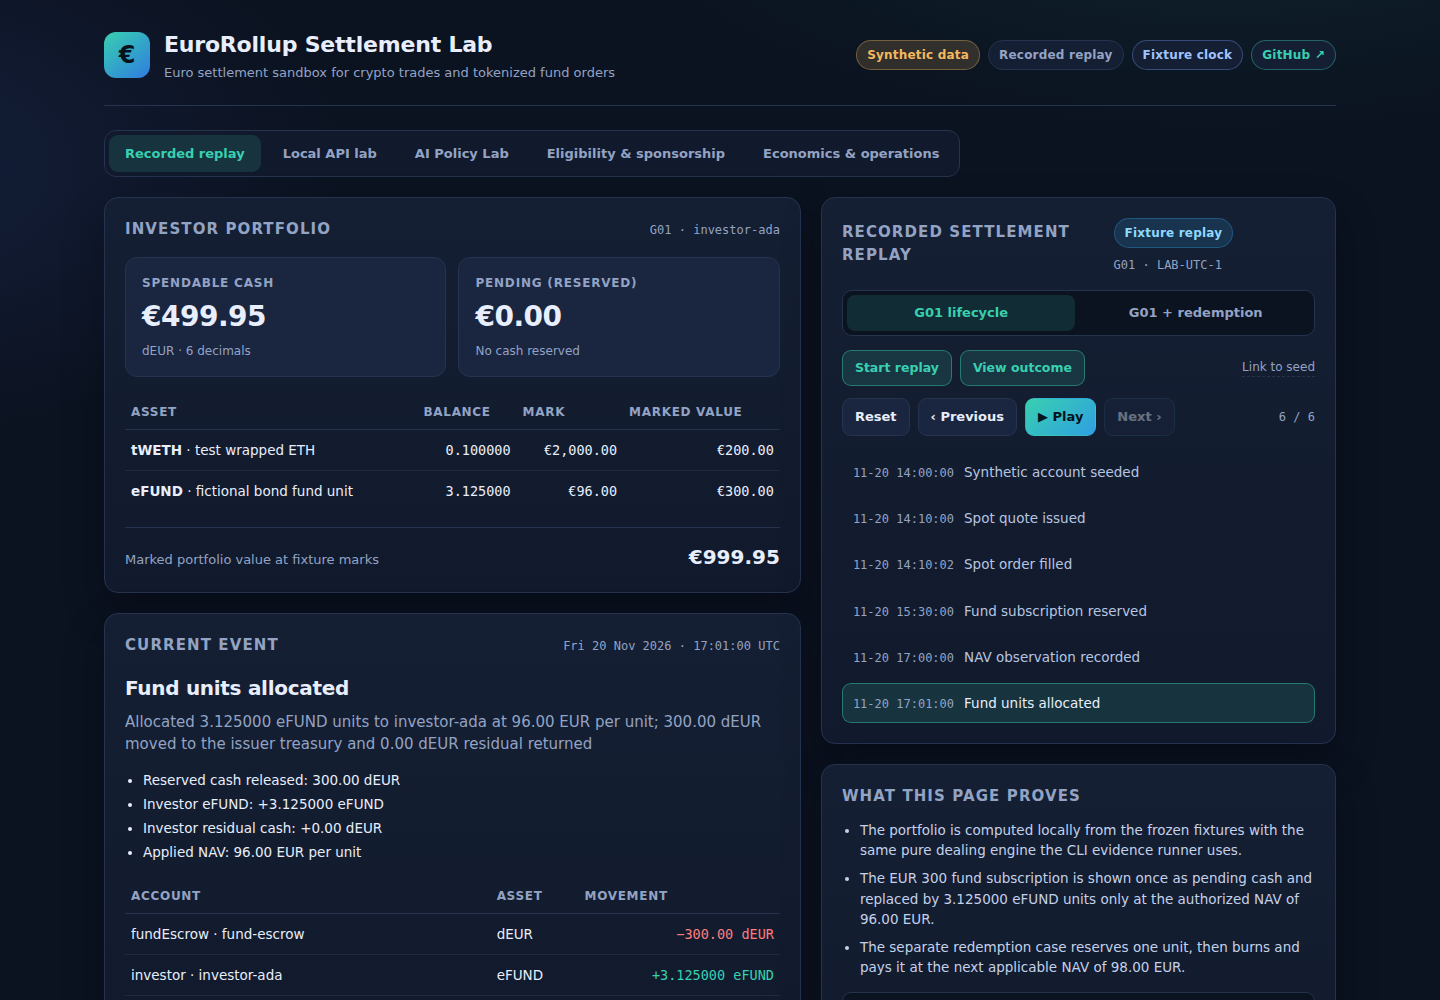 €
EuroRollup Settlement Lab
Euro settlement sandbox for crypto trades and tokenized fund orders
Synthetic data
Recorded replay
Fixture clock
GitHub ↗
Recorded replay
Local API lab
AI Policy Lab
Eligibility & sponsorship
Economics & operations
INVESTOR PORTFOLIO
G01 · investor-ada
SPENDABLE CASH
€499.95
dEUR · 6 decimals
PENDING (RESERVED)
€0.00
No cash reserved
ASSET BALANCE MARK MARKED VALUE
tWETH · test wrapped ETH 0.100000 €2,000.00 €200.00
eFUND · fictional bond fund unit 3.125000 €96.00 €300.00
Marked portfolio value at fixture marks €999.95
CURRENT EVENT
Fri 20 Nov 2026 · 17:01:00 UTC
Fund units allocated
Allocated 3.125000 eFUND units to investor-ada at 96.00 EUR per unit; 300.00 dEUR
moved to the issuer treasury and 0.00 dEUR residual returned
• Reserved cash released: 300.00 dEUR
• Investor eFUND: +3.125000 eFUND
• Investor residual cash: +0.00 dEUR
• Applied NAV: 96.00 EUR per unit
ACCOUNT ASSET MOVEMENT
fundEscrow · fund-escrow dEUR −300.00 dEUR
investor · investor-ada eFUND +3.125000 eFUND
RECORDED SETTLEMENT
REPLAY
Fixture replay
G01 · LAB-UTC-1
G01 lifecycle
G01 + redemption
Start replay
View outcome
Link to seed
Reset
‹ Previous
▶ Play
Next ›
6 / 6
11-20 14:00:00 Synthetic account seeded
11-20 14:10:00 Spot quote issued
11-20 14:10:02 Spot order filled
11-20 15:30:00 Fund subscription reserved
11-20 17:00:00 NAV observation recorded
11-20 17:01:00 Fund units allocated
WHAT THIS PAGE PROVES
• The portfolio is computed locally from the frozen fixtures with the
same pure dealing engine the CLI evidence runner uses.
• The EUR 300 fund subscription is shown once as pending cash and
replaced by 3.125000 eFUND units only at the authorized NAV of
96.00 EUR.
• The separate redemption case reserves one unit, then burns and
pays it at the next applicable NAV of 98.00 EUR.